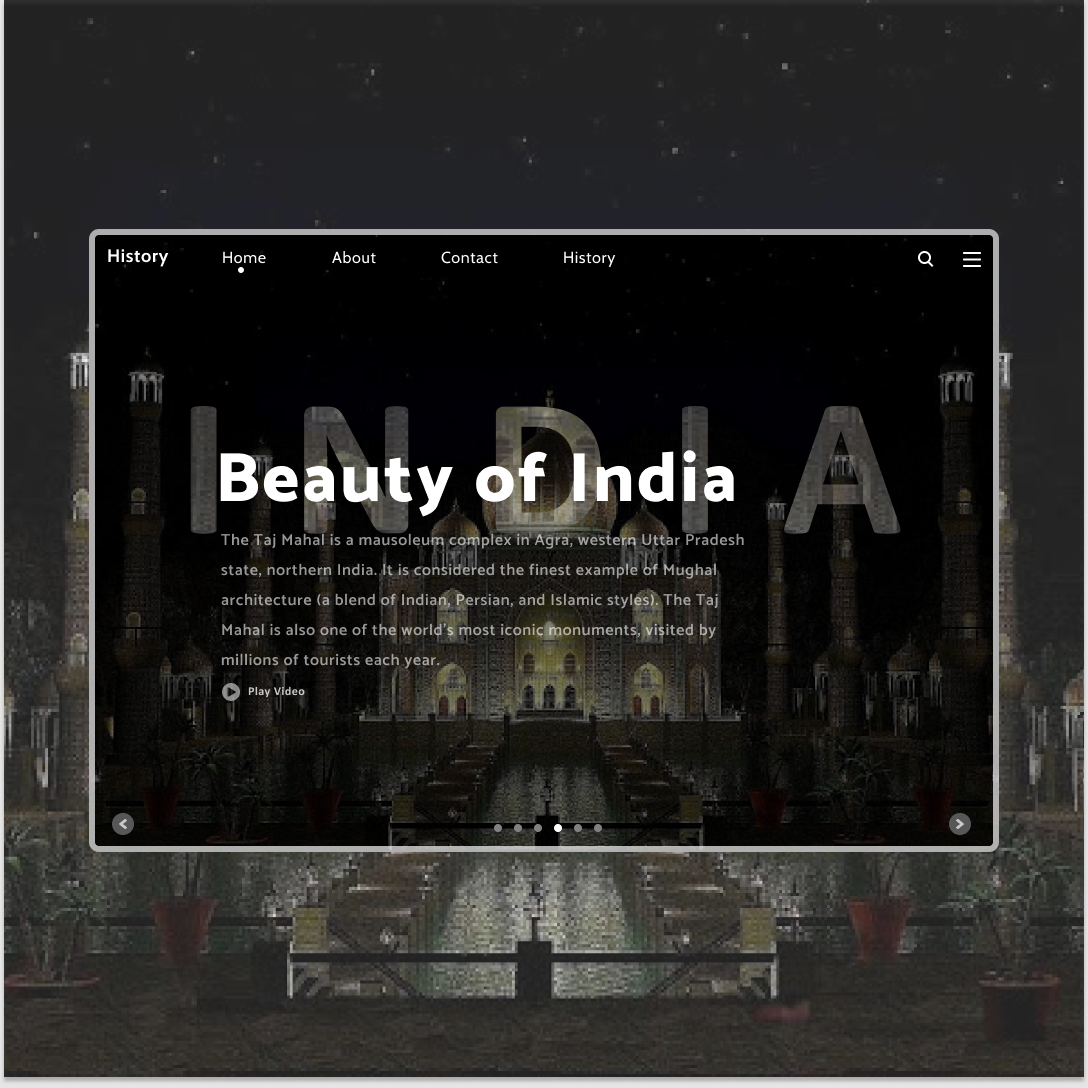 History Home About Contact History
INDIA
Beauty of India
The Taj Mahal is a mausoleum complex in Agra, western Uttar Pradesh
state, northern India. It is considered the finest example of Mughal
architecture (a blend of Indian, Persian, and Islamic styles). The Taj
Mahal is also one of the world's most iconic monuments, visited by
millions of tourists each year.
Play Video